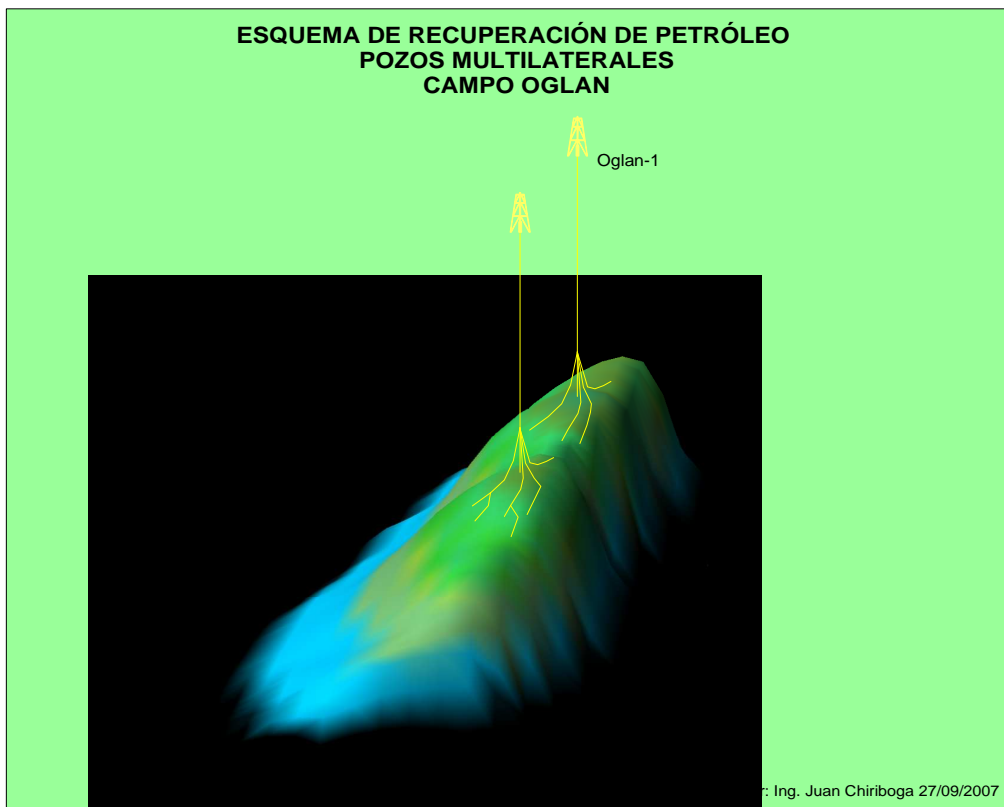 ESQUEMA DE RECUPERACIÓN DE PETRÓLEO
POZOS MULTILATERALES
CAMPO OGLAN
Oglan-1
: Ing. Juan Chiriboga 27/09/2007